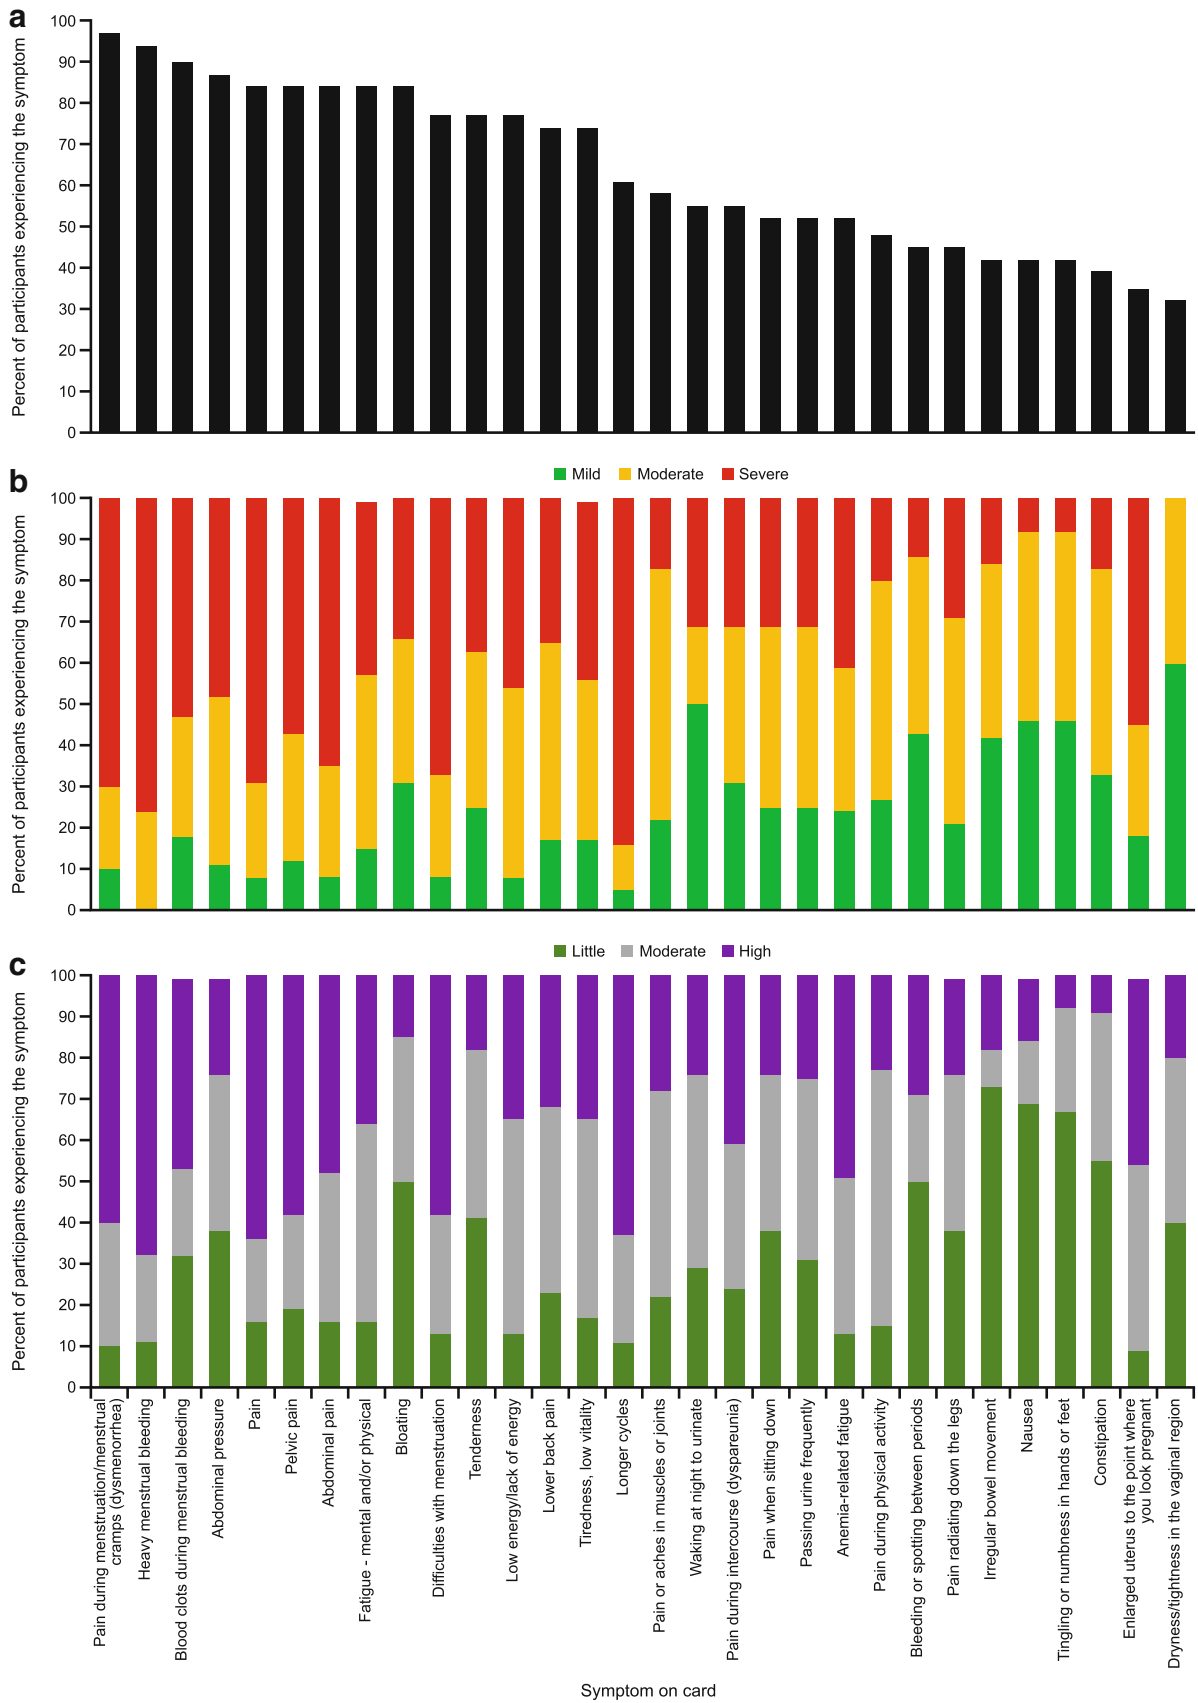 a
Percent of participants experiencing the symptom
100
90
80
70
60
50
40
30
20
10
0
b
Mild Moderate Severe
Percent of participants experiencing the symptom
100
90
80
70
60
50
40
30
20
10
0
c
Little Moderate High
Percent of participants experiencing the symptom
100
90
80
70
60
50
40
30
20
10
0
Pain during menstruation/menstrual
cramps (dysmenorrhea)
Heavy menstrual bleeding
Blood clots during menstrual bleeding
Abdominal pressure
Pain
Pelvic pain
Abdominal pain
Fatigue - mental and/or physical
Bloating
Difficulties with menstruation
Tenderness
Low energy/lack of energy
Lower back pain
Tiredness, low vitality
Longer cycles
Pain or aches in muscles or joints
Waking at night to urinate
Pain during intercourse (dyspareunia)
Pain when sitting down
Passing urine frequently
Anemia-related fatigue
Pain during physical activity
Bleeding or spotting between periods
Pain radiating down the legs
Irregular bowel movement
Nausea
Tingling or numbness in hands or feet
Constipation
Enlarged uterus to the point where
you look pregnant
Dryness/tightness in the vaginal region
Symptom on card